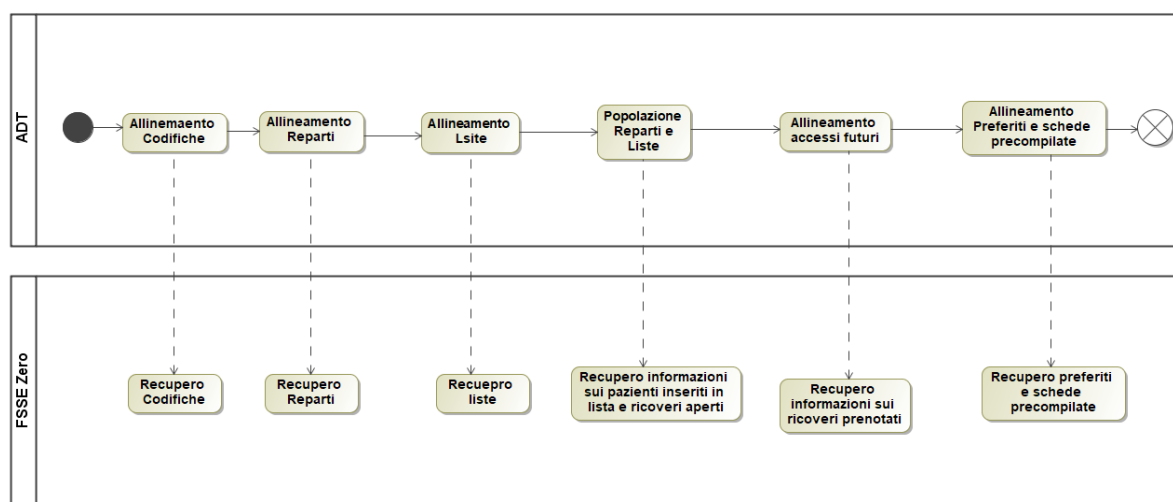 ADT
Allinemaento
Codifiche
Allineamento
Reparti
Allineamento
Lsite
Popolazione
Reparti e
Liste
Allineamento
accessi futuri
Allineamento
Preferiti e schede
precompilate
FSSE Zero
Recupero
Codifiche
Recupero
Reparti
Recuepro
liste
Recupero informazioni
sui pazienti inseriti in
lista e ricoveri aperti
Recupero
informazioni sui
ricoveri prenotati
Recupero preferiti
e schede
precompilate